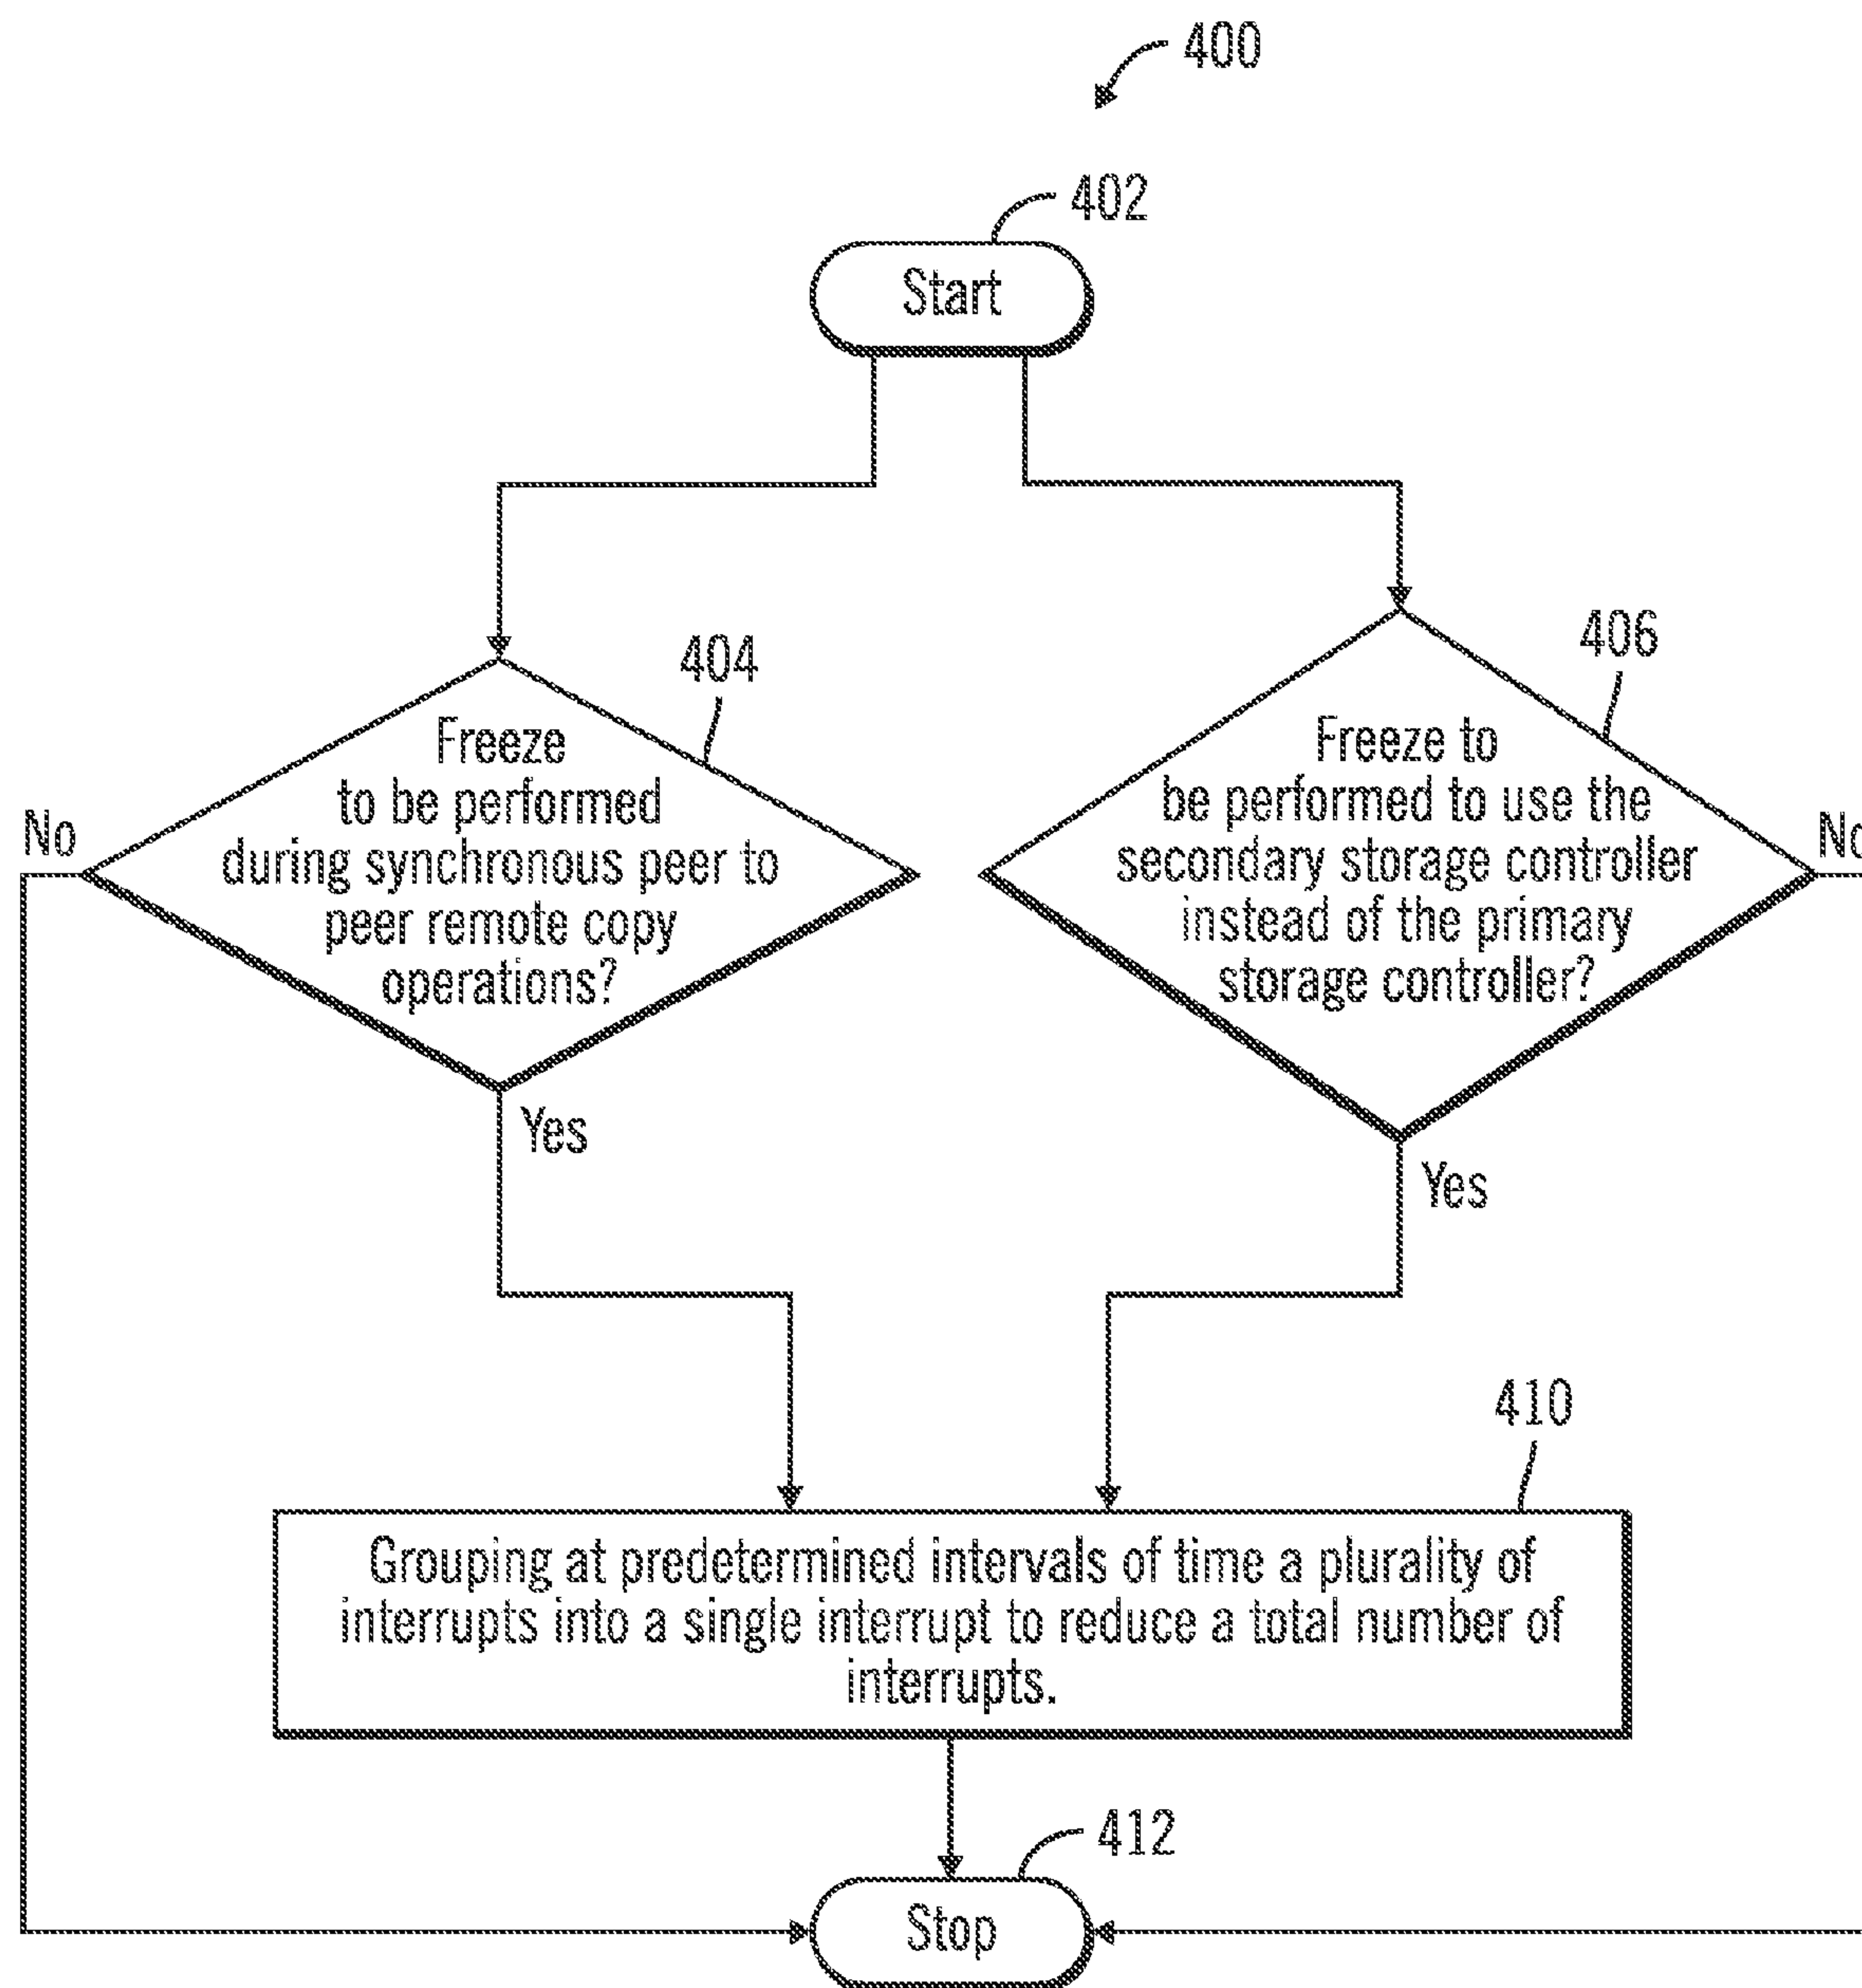 400
402
Start
404
Freeze
to be performed
during synchronous peer to
peer remote copy
operations?
No
Yes
406
Freeze to
be performed to use the
secondary storage controller
instead of the primary
storage controller?
No
Yes
410
Grouping at predetermined intervals of time a plurality of
interrupts into a single interrupt to reduce a total number of
interrupts.
412
Stop